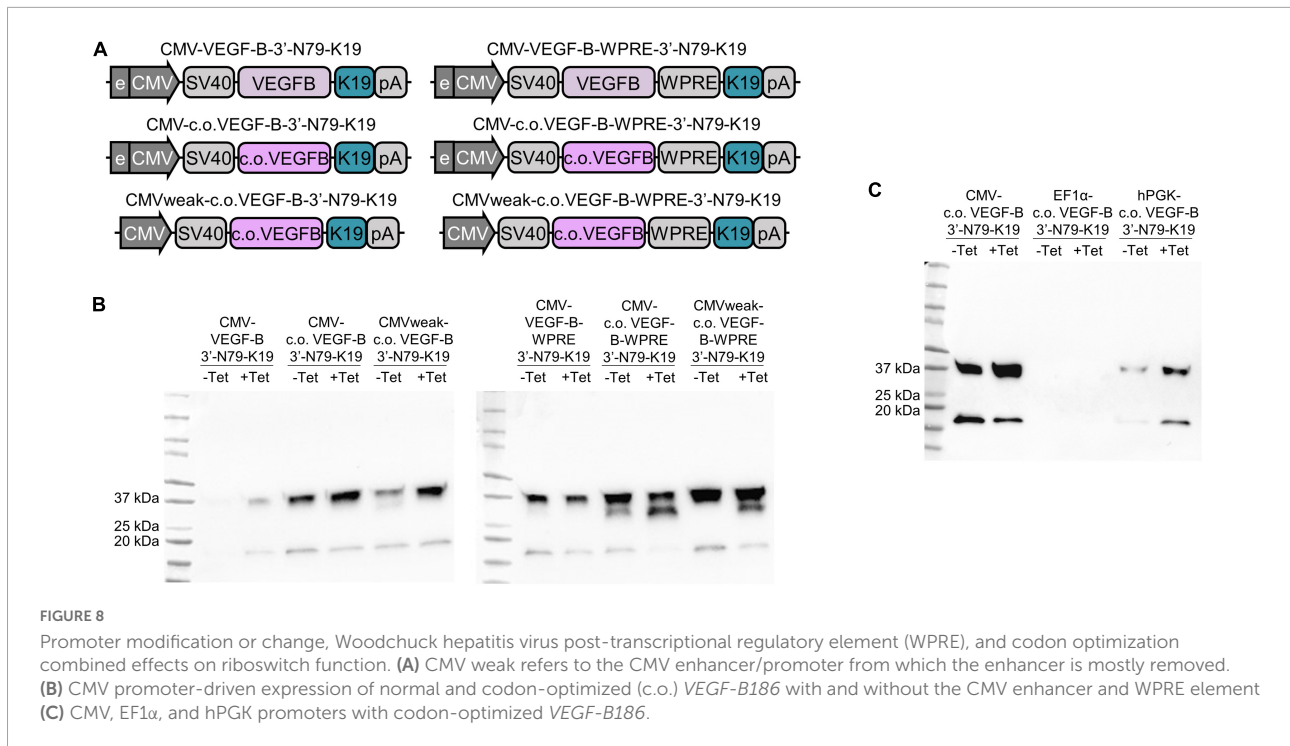 A
CMV-VEGF-B-3'-N79-K19
e CMV SV40 VEGFB K19 pA
CMV-VEGF-B-WPRE-3'-N79-K19
e CMV SV40 VEGFB WPRE K19 pA
CMV-c.o.VEGF-B-3'-N79-K19
e CMV SV40 c.o.VEGFB K19 pA
CMV-c.o.VEGF-B-WPRE-3'-N79-K19
e CMV SV40 c.o.VEGFB WPRE K19 pA
CMVweak-c.o.VEGF-B-3'-N79-K19
CMV SV40 c.o.VEGFB K19 pA
CMVweak-c.o.VEGF-B-WPRE-3'-N79-K19
CMV SV40 c.o.VEGFB WPRE K19 pA
B
CMV-
VEGF-B
3'-N79-K19
-Tet +Tet
CMV-
c.o. VEGF-B
3'-N79-K19
-Tet +Tet
CMVweak-
c.o. VEGF-B
3'-N79-K19
-Tet +Tet
37 kDa
25 kDa
20 kDa
CMV-
VEGF-B-
WPRE
3'-N79-K19
-Tet +Tet
CMV-
c.o. VEGF-
B-WPRE
3'-N79-K19
-Tet +Tet
CMVweak-
c.o. VEGF-
B-WPRE
3'-N79-K19
-Tet +Tet
C
CMV-
c.o. VEGF-B
3'-N79-K19
-Tet +Tet
EF1α-
c.o. VEGF-B
3'-N79-K19
-Tet +Tet
hPGK-
c.o. VEGF-B
3'-N79-K19
-Tet +Tet
37 kDa
25 kDa
20 kDa
FIGURE 8
Promoter modification or change, Woodchuck hepatitis virus post-transcriptional regulatory element (WPRE), and codon optimization
combined effects on riboswitch function. (A) CMV weak refers to the CMV enhancer/promoter from which the enhancer is mostly removed.
(B) CMV promoter-driven expression of normal and codon-optimized (c.o.) VEGF-B186 with and without the CMV enhancer and WPRE element
(C) CMV, EF1α, and hPGK promoters with codon-optimized VEGF-B186.